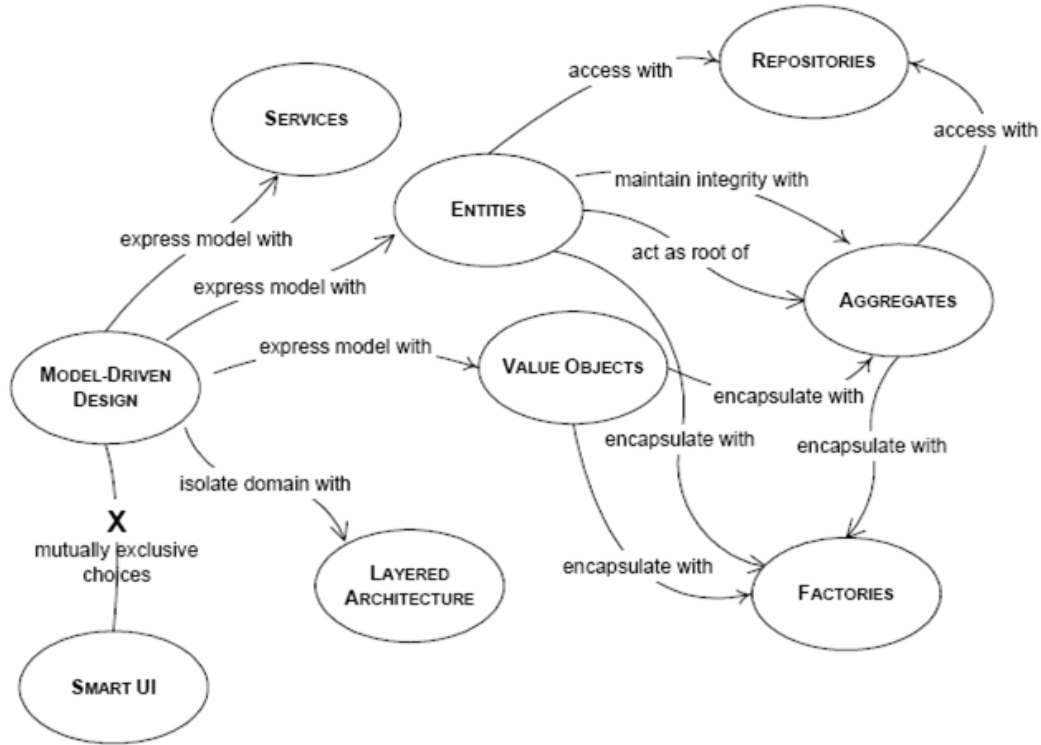 REPOSITORIES
access with
SERVICES
access with
maintain integrity with
ENTITIES
express model with
act as root of
express model with
AGGREGATES
express model with
VALUE OBJECTS
MODEL-DRIVEN
DESIGN
encapsulate with
encapsulate with
encapsulate with
isolate domain with
X
mutually exclusive
choices
encapsulate with
LAYERED
ARCHITECTURE
FACTORIES
SMART UI